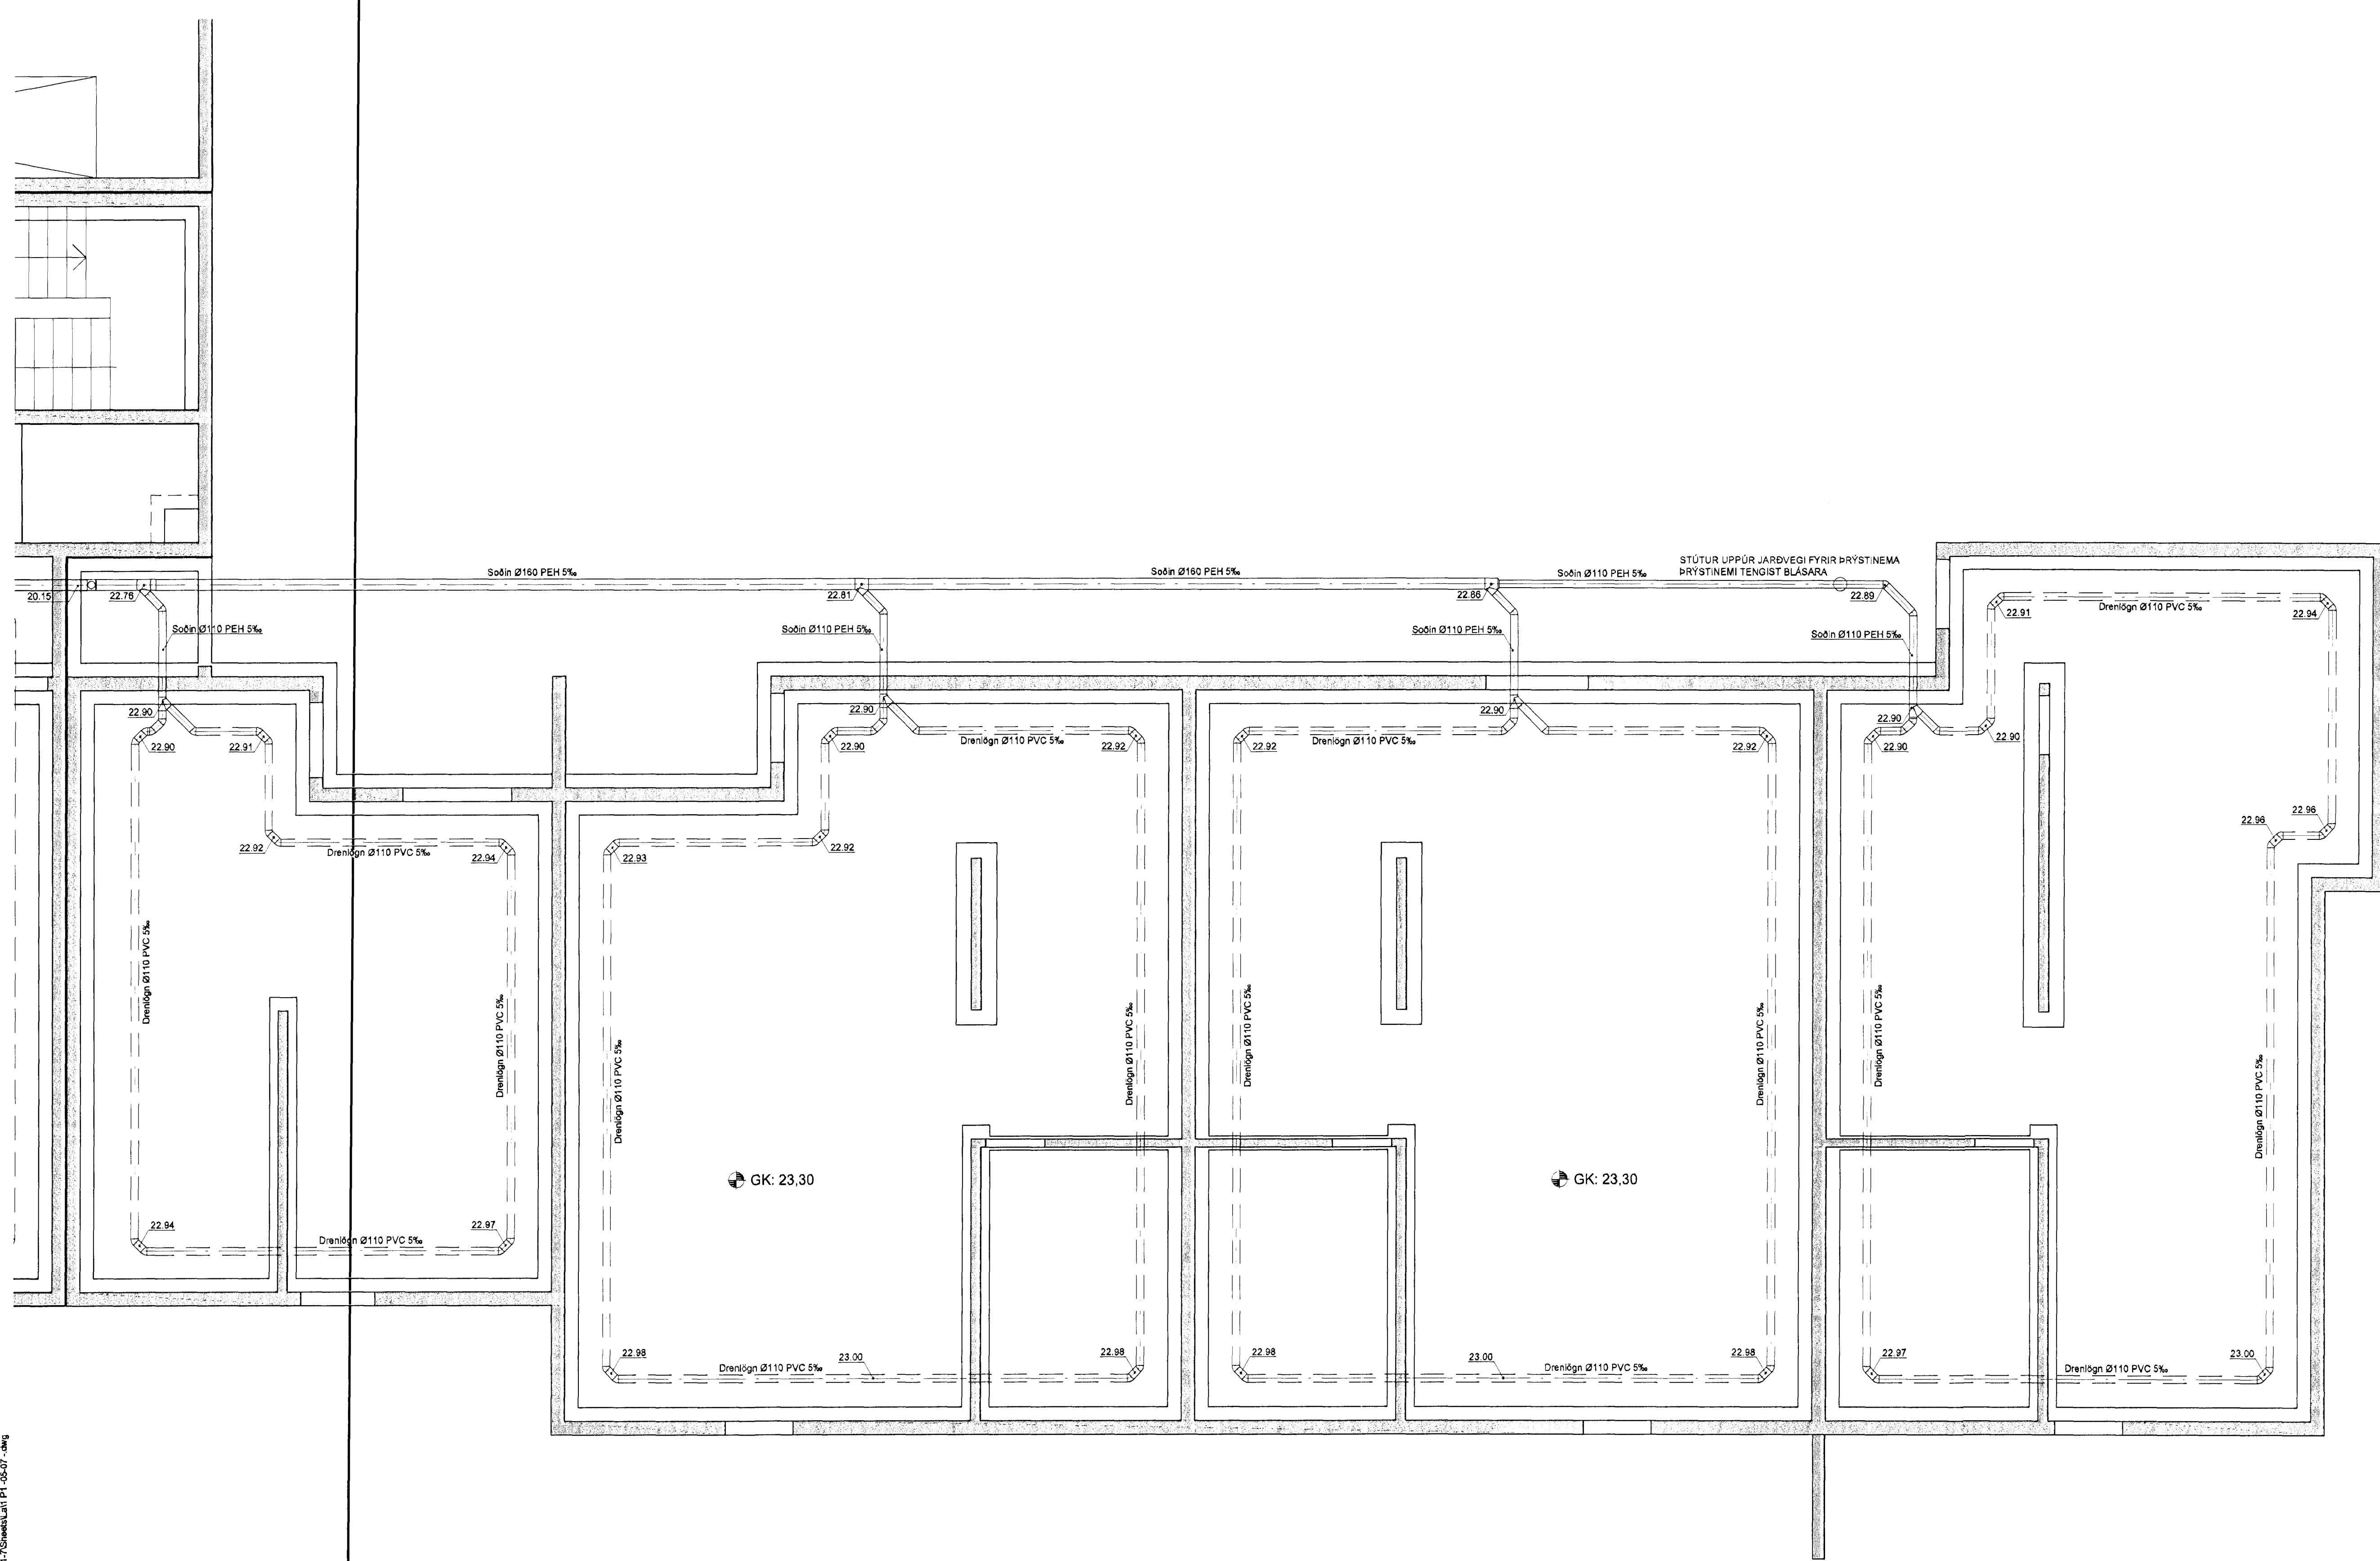 STÚTUR UPPÚR JARÐVEGI FYRIR ÞRÝSTINEMA
ÞRÝSTINEMI TENGIST BLÁSARA
Soðin Ø160 PEH 5‰
Soðin Ø160 PEH 5‰
Soðin Ø110 PEH 5‰
20.15
22.76
22.81
22.86
22.89
22.91
Drenlögn Ø110 PVC 5‰
22.94
Soðin Ø110 PEH 5‰
Soðin Ø110 PEH 5‰
Soðin Ø110 PEH 5‰
Soðin Ø110 PEH 5‰
22.90
22.90
22.90
22.90
22.90
22.91
22.90
Drenlögn Ø110 PVC 5‰
22.92
22.92
Drenlögn Ø110 PVC 5‰
22.92
22.90
22.90
22.96
22.96
22.92
Drenlögn Ø110 PVC 5‰
22.94
22.93
22.92
Drenlögn Ø110 PVC 5‰
Drenlögn Ø110 PVC 5‰
Drenlögn Ø110 PVC 5‰
Drenlögn Ø110 PVC 5‰
Drenlögn Ø110 PVC 5‰
Drenlögn Ø110 PVC 5‰
Drenlögn Ø110 PVC 5‰
Drenlögn Ø110 PVC 5‰
GK: 23,30
GK: 23,30
22.94
Drenlögn Ø110 PVC 5‰
22.97
22.98
Drenlögn Ø110 PVC 5‰
23.00
22.98
22.98
23.00
Drenlögn Ø110 PVC 5‰
22.98
22.97
Drenlögn Ø110 PVC 5‰
23.00
1-7\Sheets\La\1 P1 -05-07 -.dwg